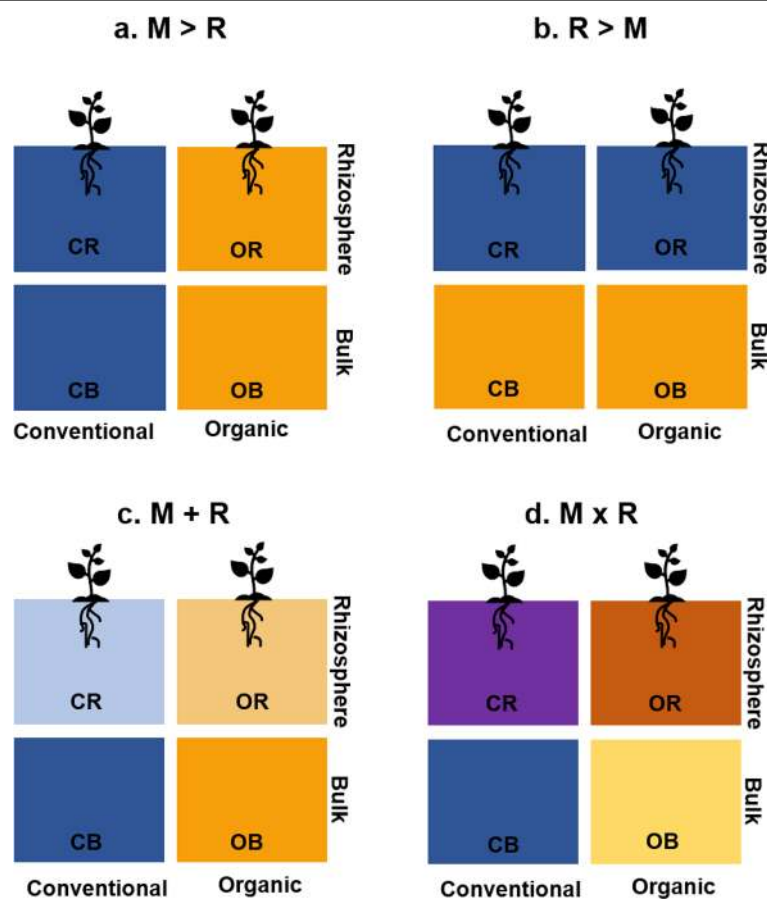 a. M > R
CR
OR
Rhizosphere
CB
OB
Bulk
Conventional
Organic
b. R > M
CR
OR
Rhizosphere
CB
OB
Bulk
Conventional
Organic
c. M + R
CR
OR
Rhizosphere
CB
OB
Bulk
Conventional
Organic
d. M x R
CR
OR
Rhizosphere
CB
OB
Bulk
Conventional
Organic